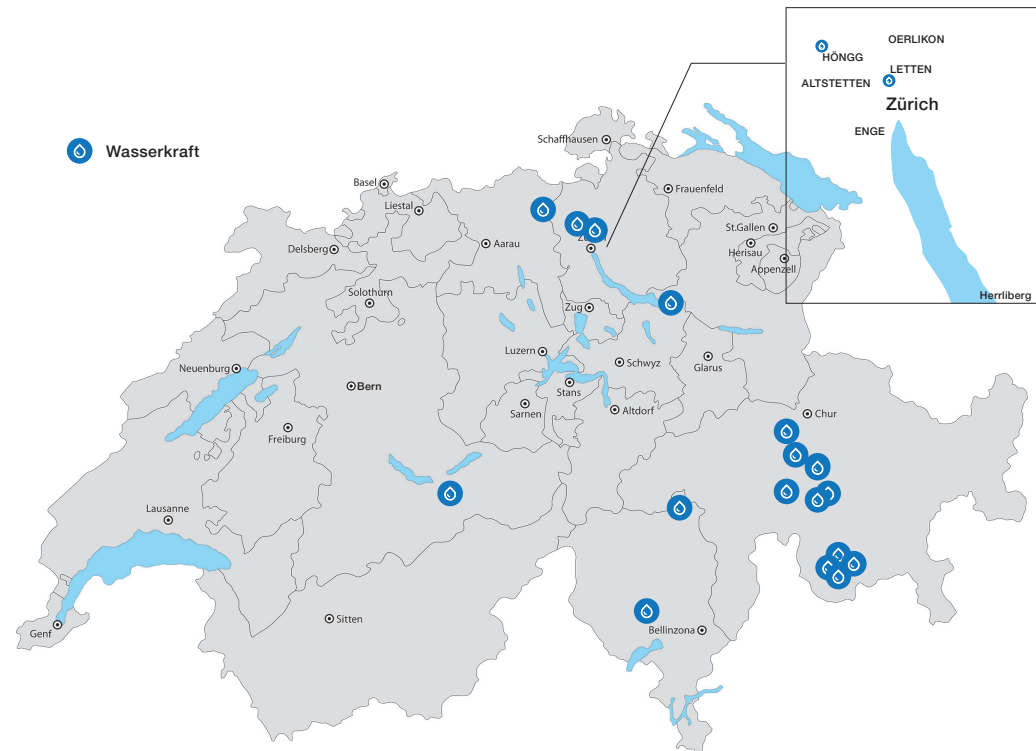 HÖNGG
OERLIKON
LETTEN
ALTSTETTEN
Zürich
ENGE
Herrliberg
Wasserkraft
Schaffhausen
Basel
Liestal
Frauenfeld
Delsberg
Aarau
St.Gallen
Herisau
Appenzell
Solothurn
Zug
Neuenburg
Luzern
Schwyz
Glarus
Bern
Stans
Sarnen
Altdorf
Chur
Freiburg
Lausanne
Genf
Sitten
Bellinzona